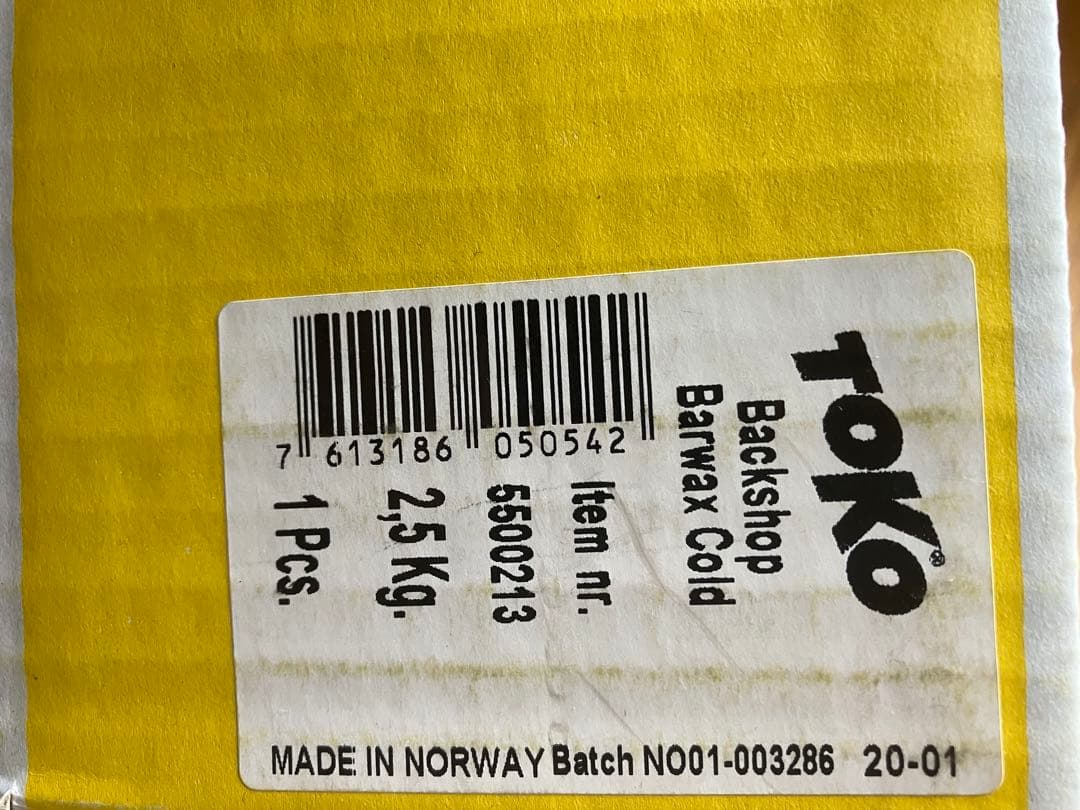 TOKO®
Backshop
Barwax Cold
Item nr.
5500213
2,5 Kg.
1 Pcs.
7 613186 050542
MADE IN NORWAY Batch NO01-003286 20-01